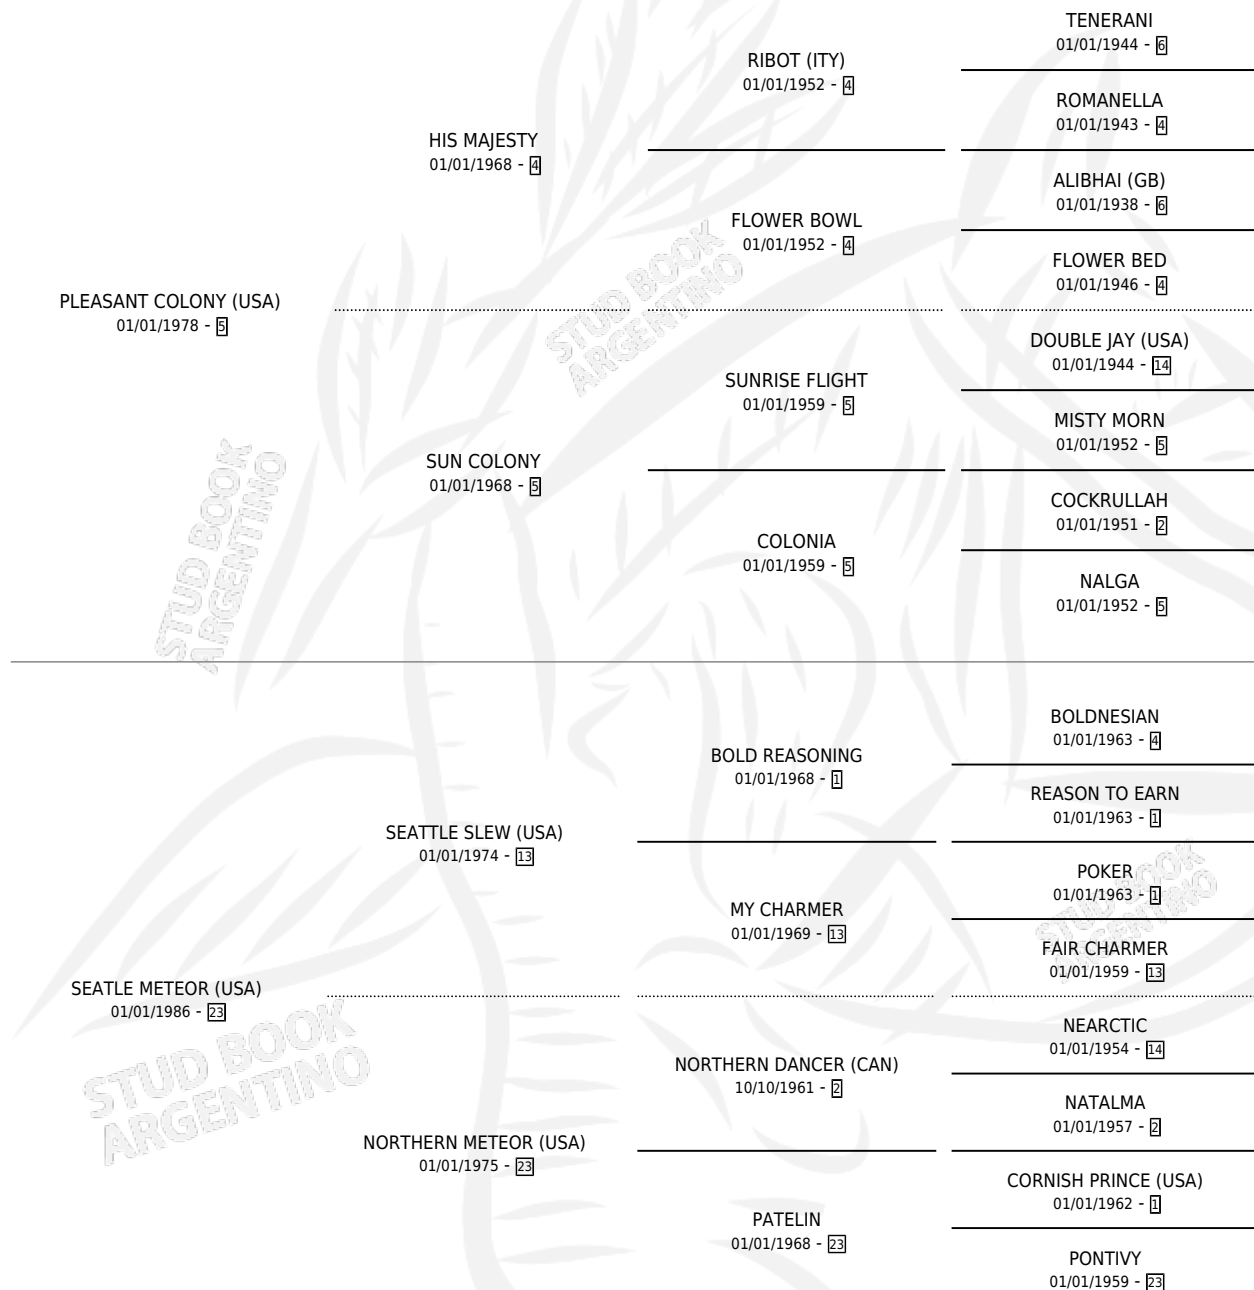 TENERANI
01/01/1944 - 6
RIBOT (ITY)
01/01/1952 - 4
ROMANELLA
01/01/1943 - 4
HIS MAJESTY
01/01/1968 - 4
ALIBHAI (GB)
01/01/1938 - 6
FLOWER BOWL
01/01/1952 - 4
FLOWER BED
01/01/1946 - 4
PLEASANT COLONY (USA)
01/01/1978 - 5
STUD BOOK
ARGENTINO
DOUBLE JAY (USA)
01/01/1944 - 14
SUNRISE FLIGHT
01/01/1959 - 5
MISTY MORN
01/01/1952 - 5
SUN COLONY
01/01/1968 - 5
COCKRULLAH
01/01/1951 - 2
COLONIA
01/01/1959 - 5
NALGA
01/01/1952 - 5
STUD BOOK
ARGENTINO
BOLDNESIAN
01/01/1963 - 4
BOLD REASONING
01/01/1968 - 1
REASON TO EARN
01/01/1963 - 1
SEATTLE SLEW (USA)
01/01/1974 - 13
POKER
01/01/1963 - 1
STUD BOOK
ARGENTINO
MY CHARMER
01/01/1969 - 13
FAIR CHARMER
01/01/1959 - 13
SEATLE METEOR (USA)
01/01/1986 - 23
STUD BOOK
ARGENTINO
NEARCTIC
01/01/1954 - 14
NORTHERN DANCER (CAN)
10/10/1961 - 2
NATALMA
01/01/1957 - 2
NORTHERN METEOR (USA)
01/01/1975 - 23
CORNISH PRINCE (USA)
01/01/1962 - 1
PATELIN
01/01/1968 - 23
PONTIVY
01/01/1959 - 23